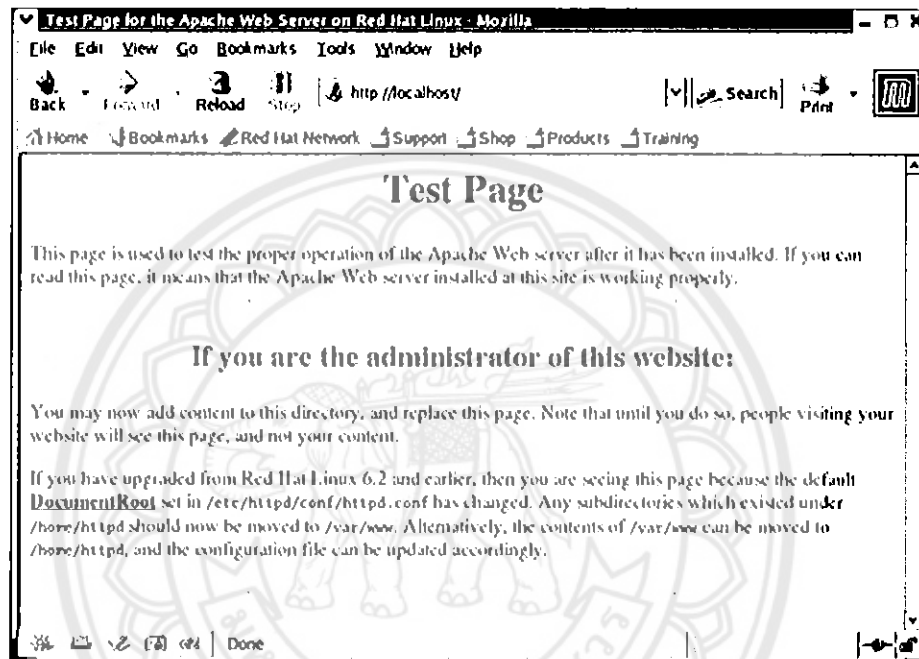 Test Page for the Apache Web Server on Red Hat Linux - Mozilla
File Edit View Go Bookmarks Tools Window Help
Back Forward Reload Stop http://localhost/ Search Print
Home Bookmarks Red Hat Network Support Shop Products Training
Test Page
This page is used to test the proper operation of the Apache Web server after it has been installed. If you can
read this page, it means that the Apache Web server installed at this site is working properly.
If you are the administrator of this website:
You may now add content to this directory, and replace this page. Note that until you do so, people visiting your
website will see this page, and not your content.
If you have upgraded from Red Hat Linux 6.2 and earlier, then you are seeing this page because the default
DocumentRoot set in /etc/httpd/conf/httpd.conf has changed. Any subdirectories which existed under
/home/httpd should now be moved to /var/www. Alternatively, the contents of /var/www can be moved to
/home/httpd, and the configuration file can be updated accordingly.
Done